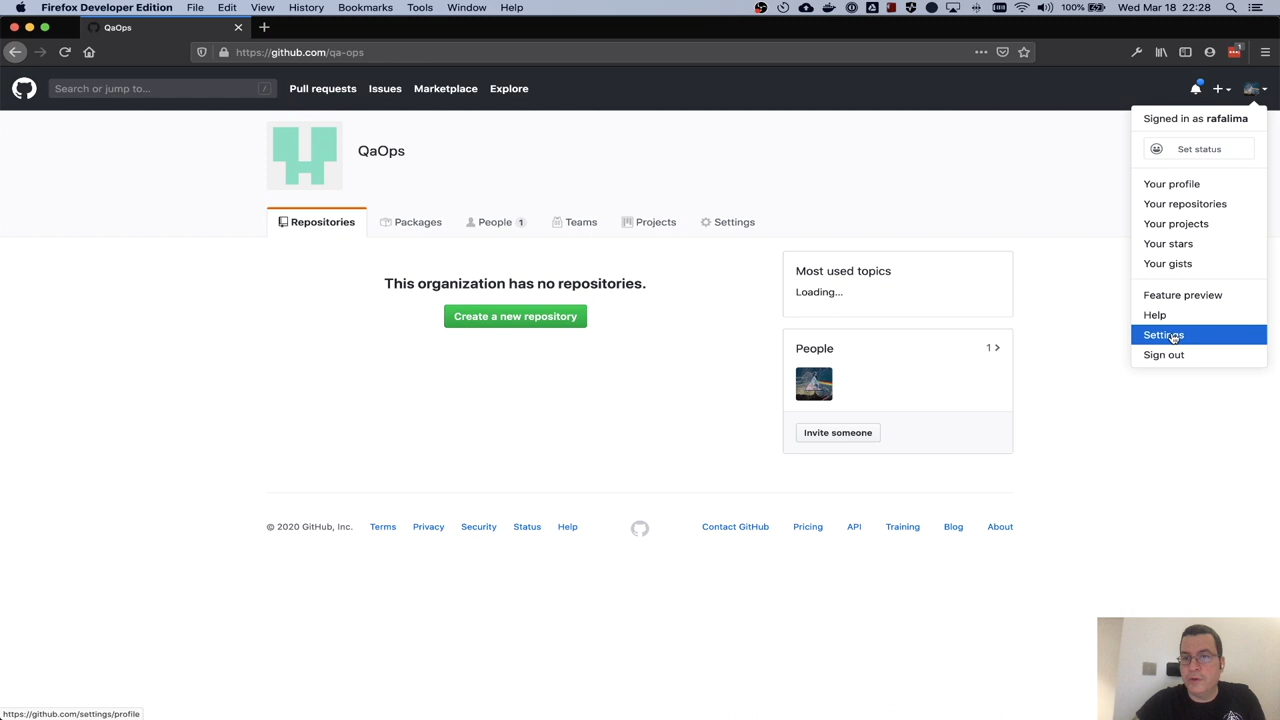 Firefox Developer Edition File Edit View History Bookmarks Tools Window Help 100% Wed Mar 18 22:28
QaOps
https://github.com/qa-ops
1
Search or jump to... / Pull requests Issues Marketplace Explore
Signed in as rafalima
Set status
QaOps
Your profile
Your repositories
Repositories Packages People 1 Teams Projects Settings
Your projects
Your stars
Your gists
This organization has no repositories.
Create a new repository
Most used topics
Loading...
Feature preview
Help
Settings
Sign out
People 1
Invite someone
© 2020 GitHub, Inc. Terms Privacy Security Status Help Contact GitHub Pricing API Training Blog About
https://github.com/settings/profile